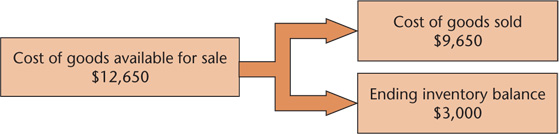 Cost of goods available for sale
$12,650
Cost of goods sold
$9,650
Ending inventory balance
$3,000